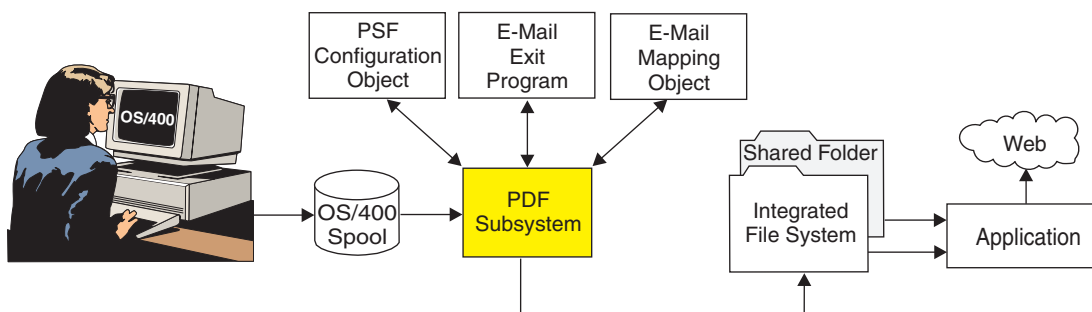 PSF
Configuration
Object
E-Mail
Exit
Program
E-Mail
Mapping
Object
OS/400
OS/400
Spool
PDF
Subsystem
Shared Folder
Integrated
File System
Web
Application